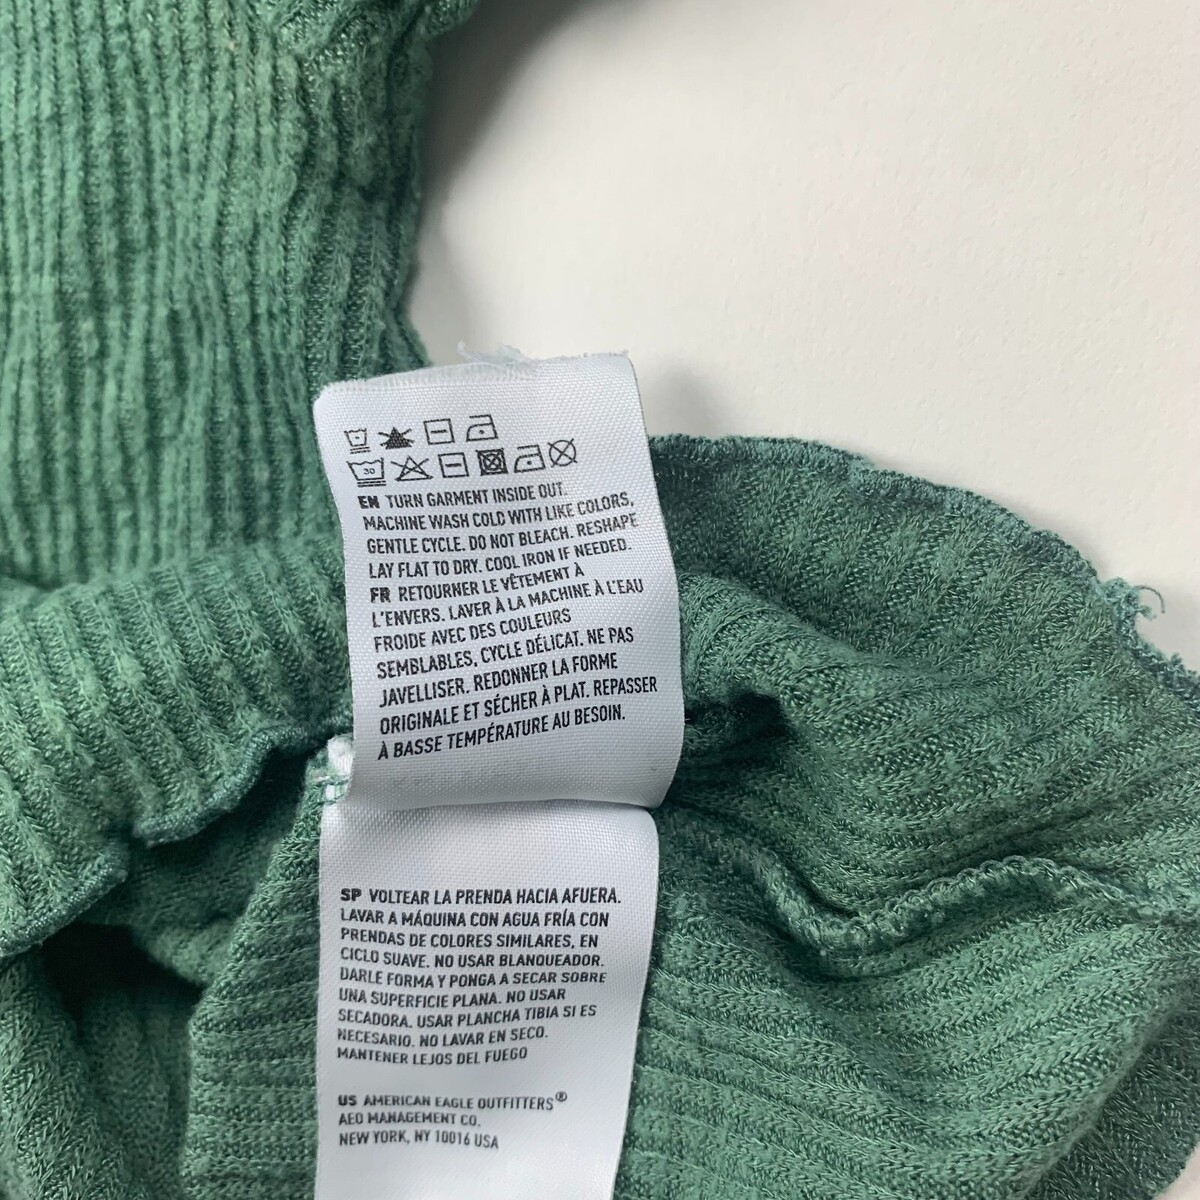 30
EN TURN GARMENT INSIDE OUT.
MACHINE WASH COLD WITH LIKE COLORS,
GENTLE CYCLE. DO NOT BLEACH. RESHAPE
LAY FLAT TO DRY. COOL IRON IF NEEDED.
FR RETOURNER LE VÊTEMENT À
L'ENVERS. LAVER À LA MACHINE À L'EAU
FROIDE AVEC DES COULEURS
SEMBLABLES, CYCLE DÉLICAT. NE PAS
JAVELLISER. REDONNER LA FORME
ORIGINALE ET SÉCHER À PLAT. REPASSER
À BASSE TEMPÉRATURE AU BESOIN.
SP VOLTEAR LA PRENDA HACIA AFUERA.
LAVAR A MÁQUINA CON AGUA FRÍA CON
PRENDAS DE COLORES SIMILARES, EN
CICLO SUAVE. NO USAR BLANQUEADOR.
DARLE FORMA Y PONGA A SECAR SOBRE
UNA SUPERFICIE PLANA. NO USAR
SECADORA. USAR PLANCHA TIBIA SI ES
NECESARIO. NO LAVAR EN SECO.
MANTENER LEJOS DEL FUEGO
US AMERICAN EAGLE OUTFITTERS®
AEO MANAGEMENT CO.
NEW YORK, NY 10016 USA